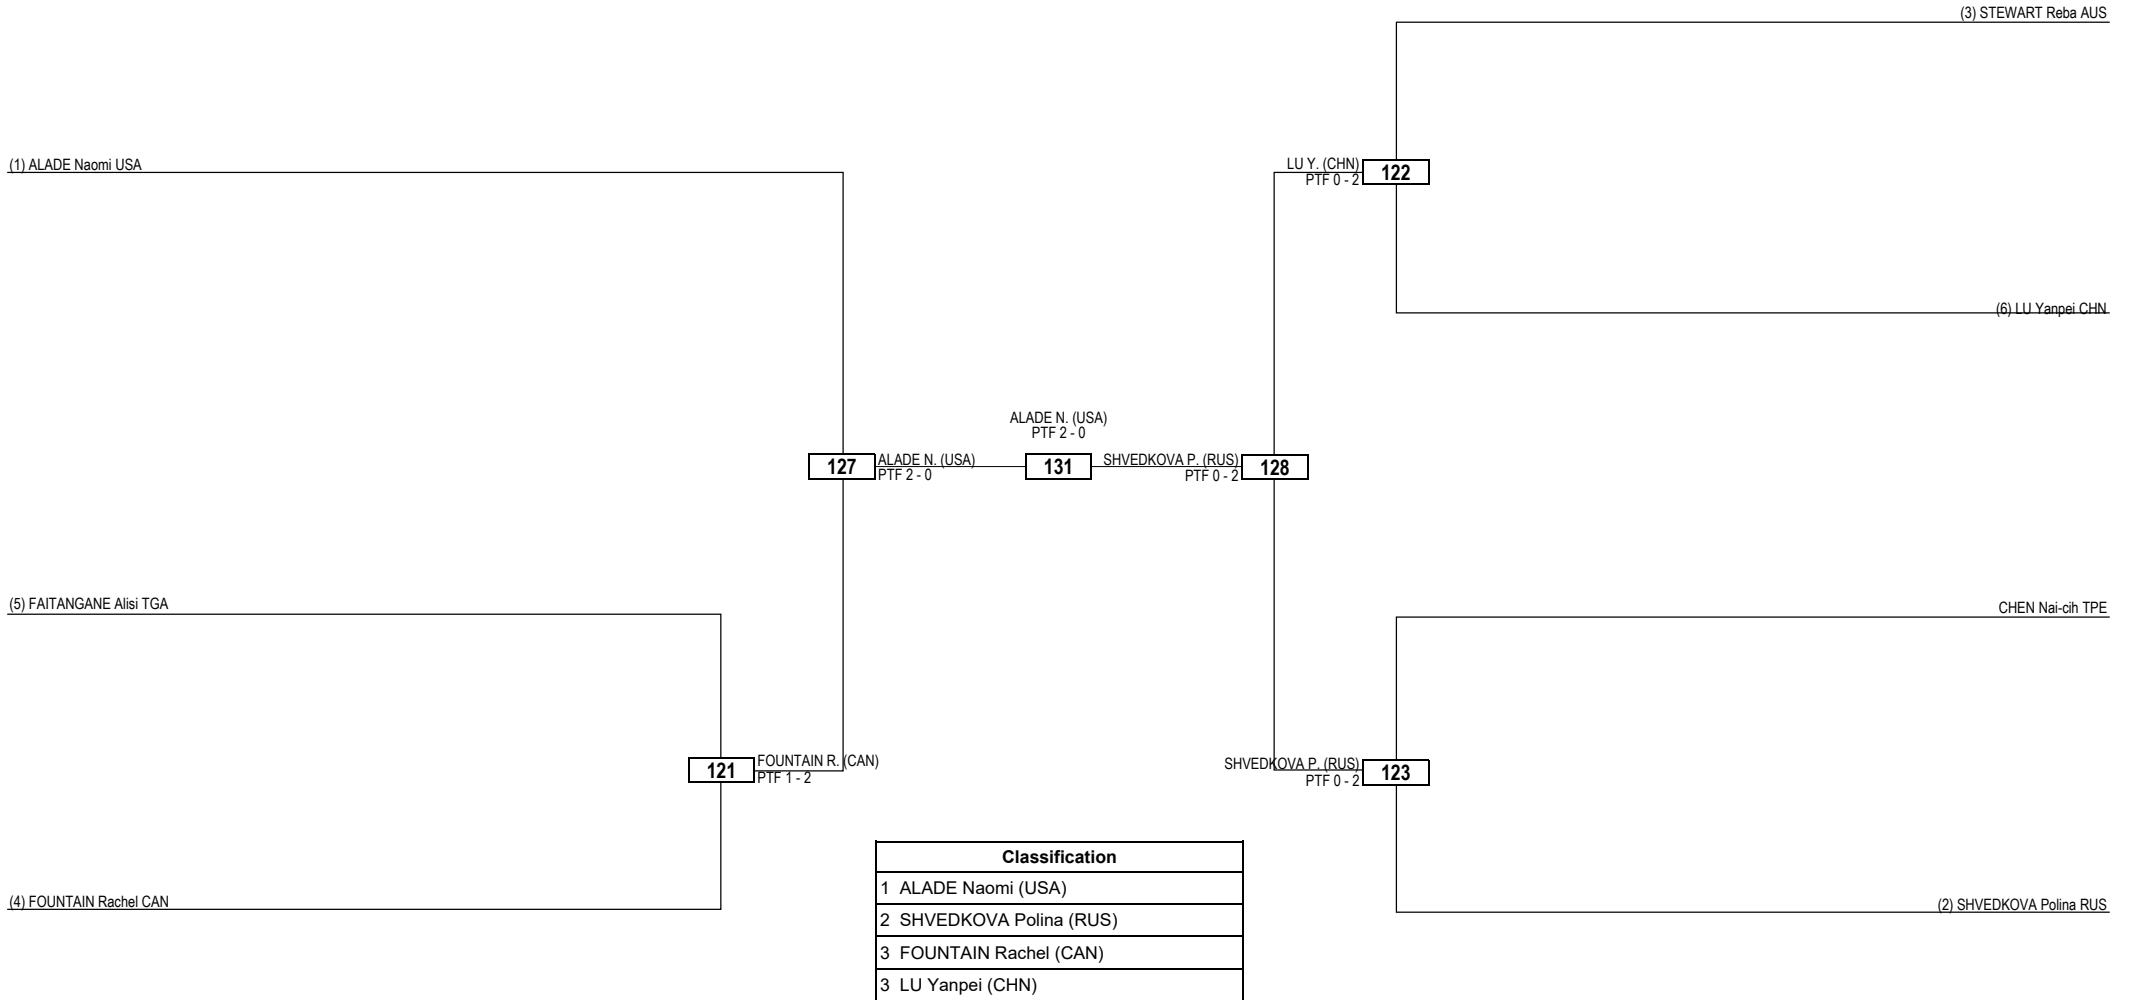 (3) STEWART Reba AUS
(1) ALADE Naomi USA
LU Y. (CHN)
PTF 0 - 2
122
(6) LU Yanpei CHN
ALADE N. (USA)
PTF 2 - 0
127
ALADE N. (USA)
PTF 2 - 0
131
SHVEDKOVA P. (RUS)
PTF 0 - 2
128
(5) FAITANGANE Alisi TGA
CHEN Nai-cih TPE
121
FOUNTAIN R. (CAN)
PTF 1 - 2
SHVEDKOVA P. (RUS)
PTF 0 - 2
123
(4) FOUNTAIN Rachel CAN
(2) SHVEDKOVA Polina RUS
Classification
1 ALADE Naomi (USA)
2 SHVEDKOVA Polina (RUS)
3 FOUNTAIN Rachel (CAN)
3 LU Yanpei (CHN)